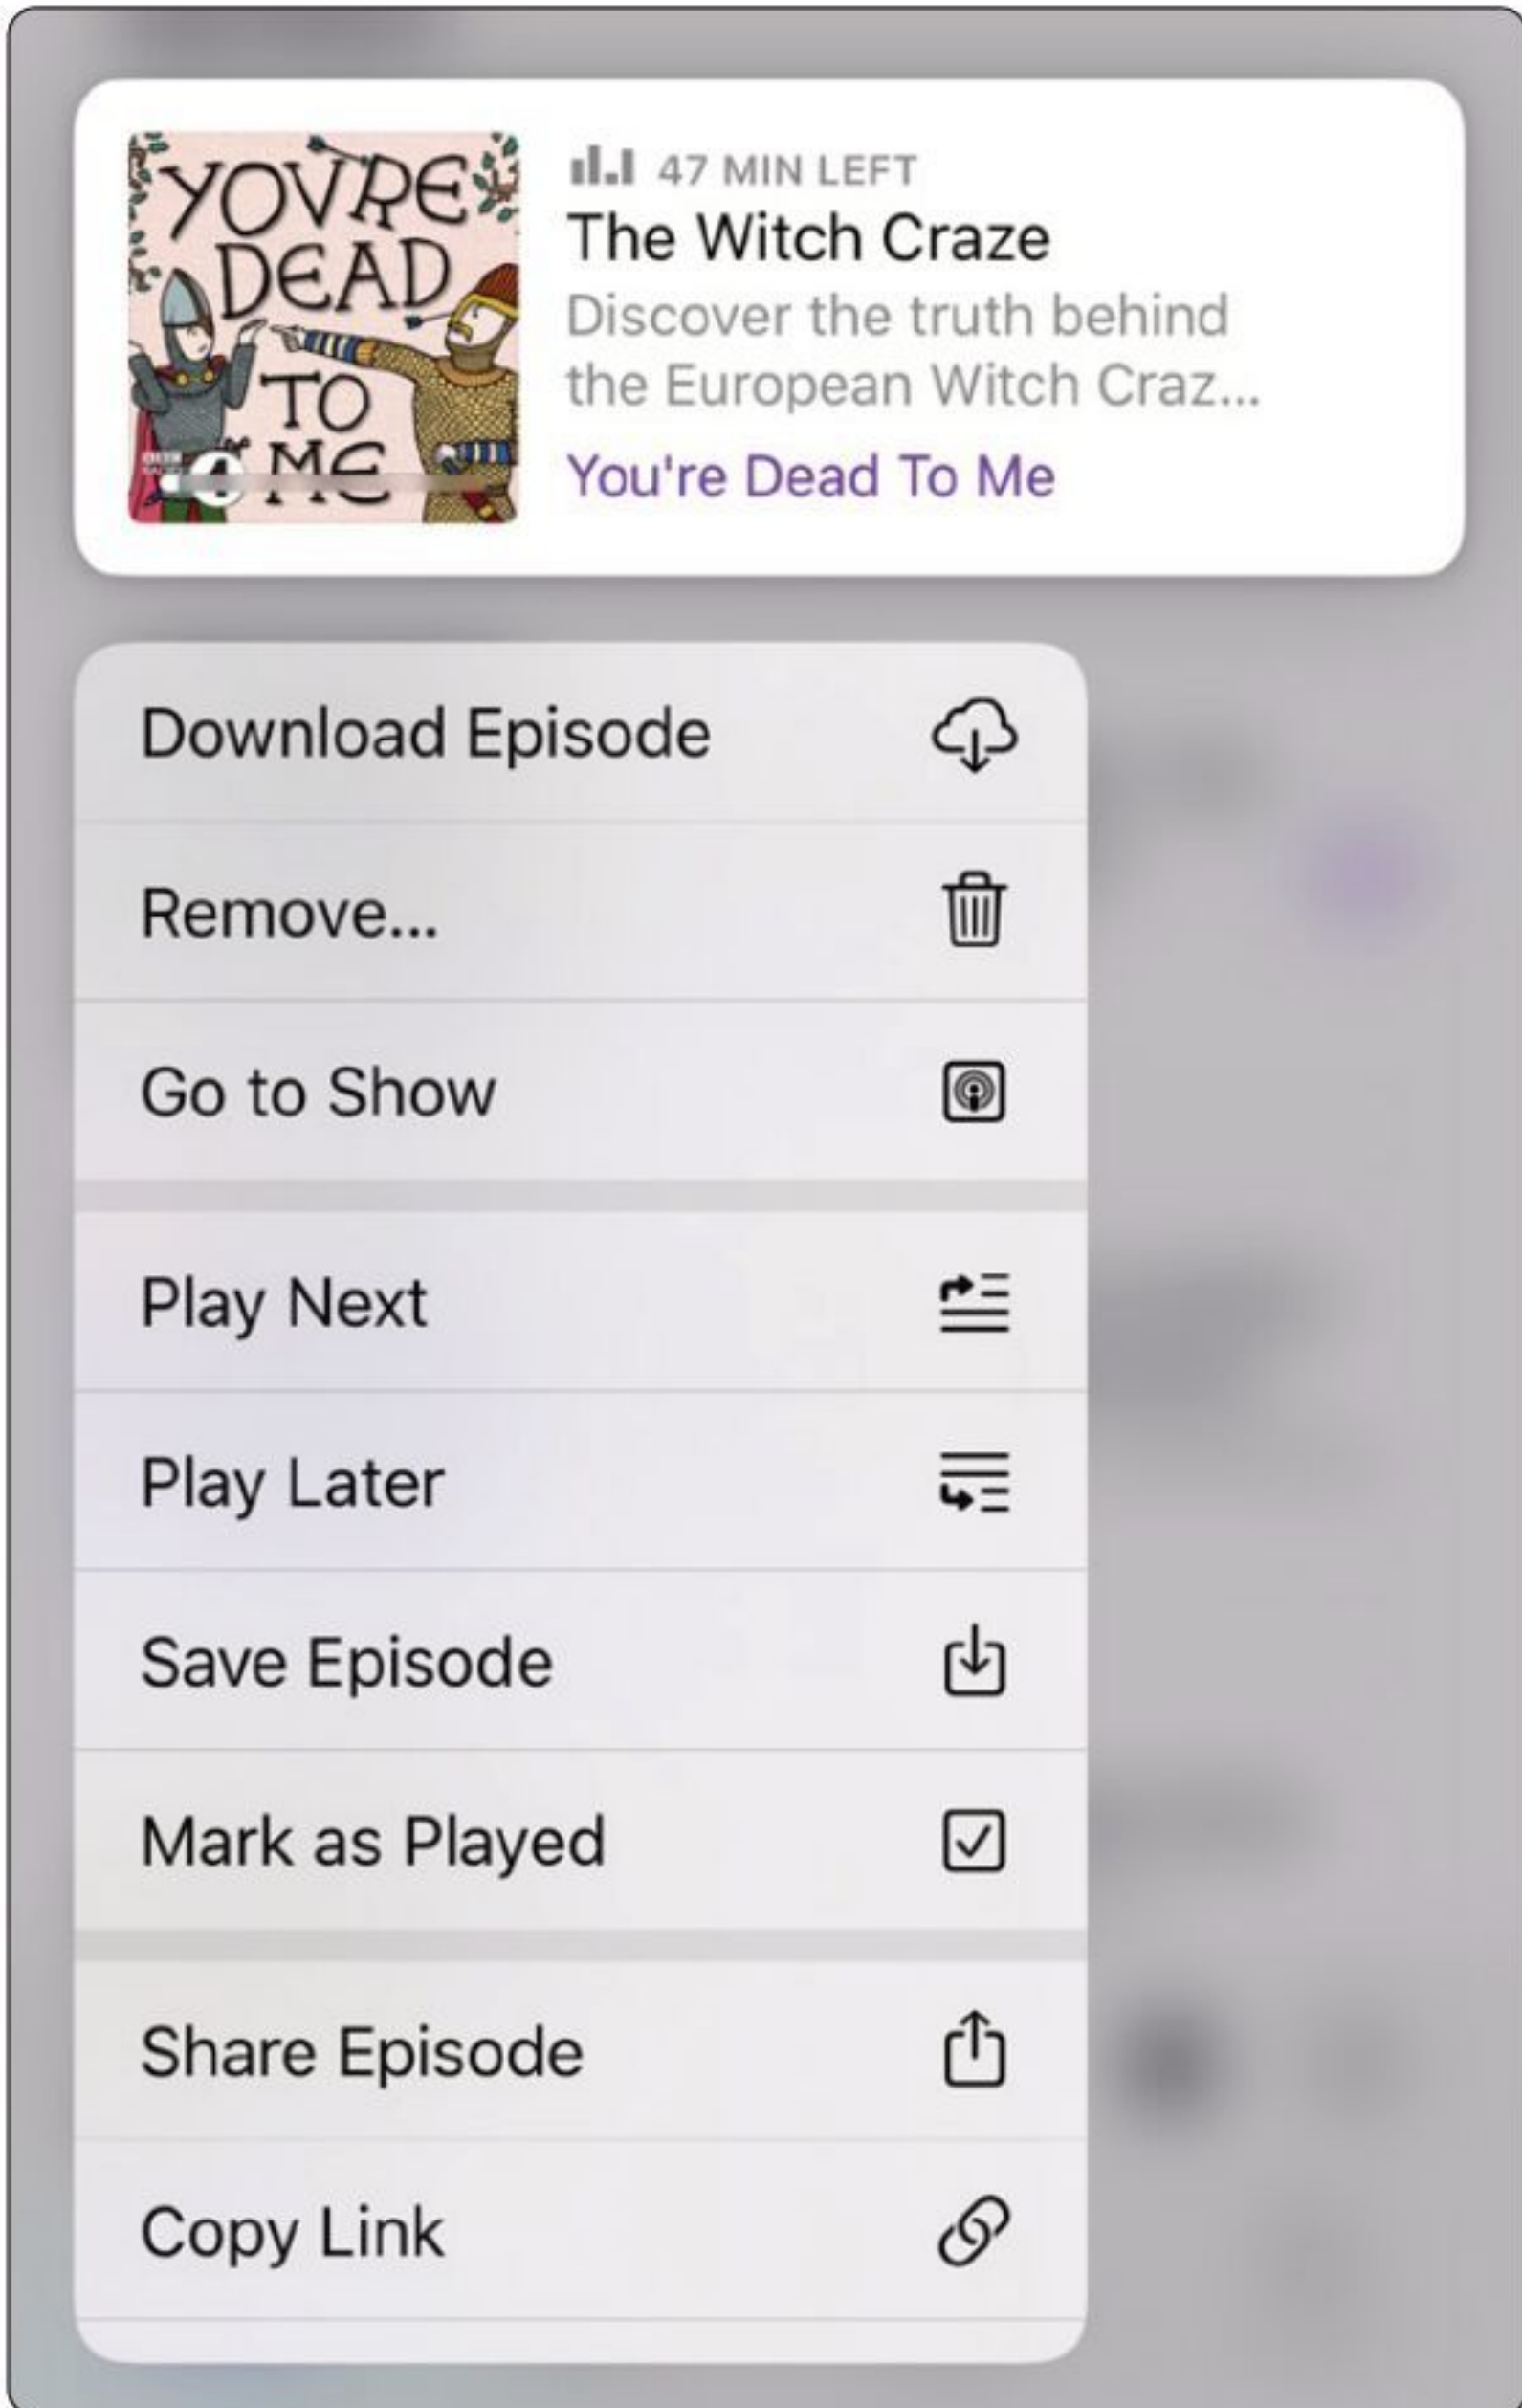 YOVRE
DEAD
TO
ME
4
47 MIN LEFT
The Witch Craze
Discover the truth behind
the European Witch Craz...
You're Dead To Me
Download Episode
Remove...
Go to Show
Play Next
Play Later
Save Episode
Mark as Played
Share Episode
Copy Link